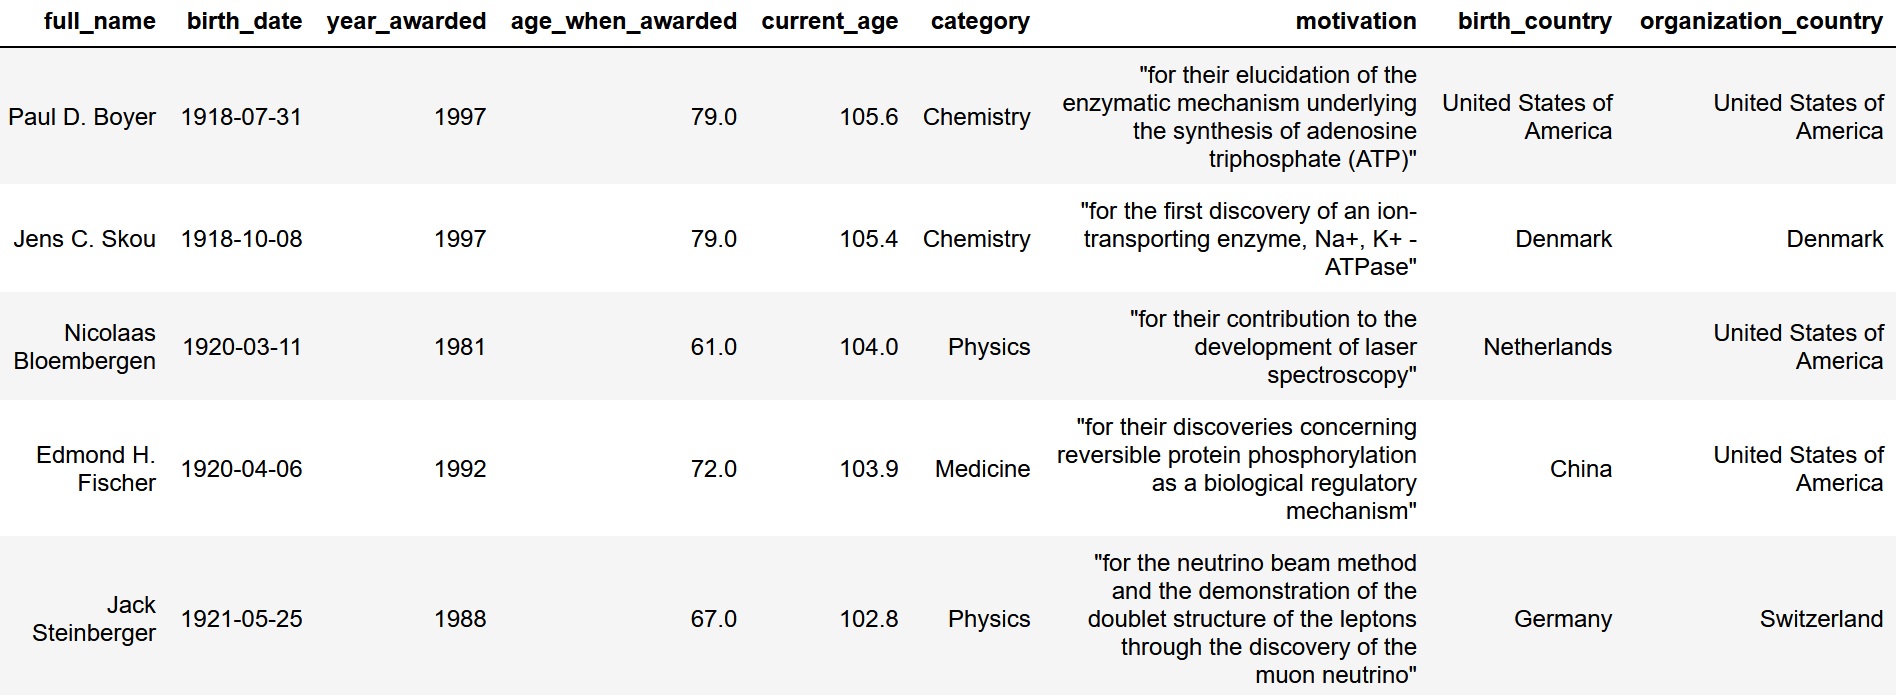 full_name birth_date year_awarded age_when_awarded current_age category motivation birth_country organization_country
"for their elucidation of the
enzymatic mechanism underlying United States of United States of
Paul D. Boyer 1918-07-31 1997 79.0 105.6 Chemistry
the synthesis of adenosine America America
triphosphate (ATP)"
"for the first discovery of an ion-
Jens C. Skou 1918-10-08 1997 79.0 105.4 Chemistry transporting enzyme, Na+, K+ - Denmark Denmark
ATPase"
Nicolaas "for their contribution to the United States of
1920-03-11 1981 61.0 104.0 Physics development of laser Netherlands
Bloembergen spectroscopy" America
"for their discoveries concerning
Edmond H. reversible protein phosphorylation United States of
1920-04-06 1992 72.0 103.9 Medicine China
Fischer as a biological regulatory America
mechanism"
"for the neutrino beam method
Jack and the demonstration of the
1921-05-25 1988 67.0 102.8 Physics doublet structure of the leptons Germany Switzerland
Steinberger through the discovery of the
muon neutrino"